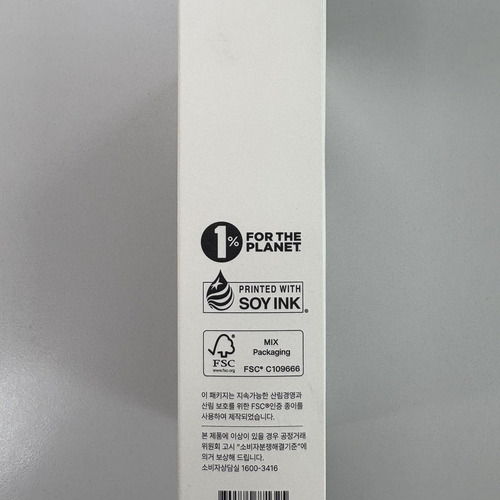 1% FOR THE
PLANET.
PRINTED WITH
SOY INK®
FSC
www.fsc.org
MIX
Packaging
FSC® C109666
이 패키지는 지속가능한 산림경영과
산림 보호를 위한 FSC®인증 종이를
사용하여 제작되었습니다.
본 제품에 이상이 있을 경우 공정거래
위원회 고시 "소비자분쟁해결기준"에
의거 보상해 드립니다.
소비자상담실 1600-3416